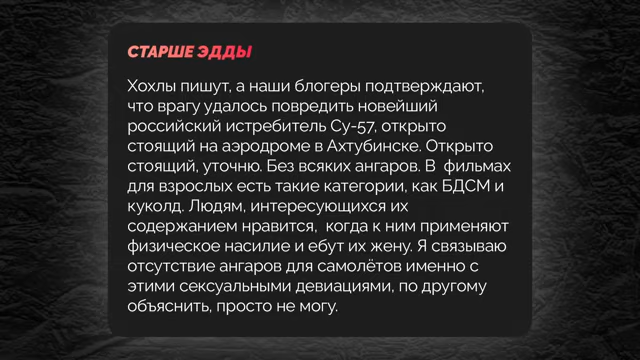 СТАРШЕ ЭДДЫ
Хохлы пишут, а наши блогеры подтверждают,
что врагу удалось повредить новейший
российский истребитель Су-57, открыто
стоящий на аэродроме в Ахтубинске. Открыто
стоящий, уточню. Без всяких ангаров. В фильмах
для взрослых есть такие категории, как БДСМ и
куколд. Людям, интересующихся их
содержанием нравится, когда к ним применяют
физическое насилие и ебут их жену. Я связываю
отсутствие ангаров для самолётов именно с
этими сексуальными девиациями, по другому
объяснить, просто не могу.